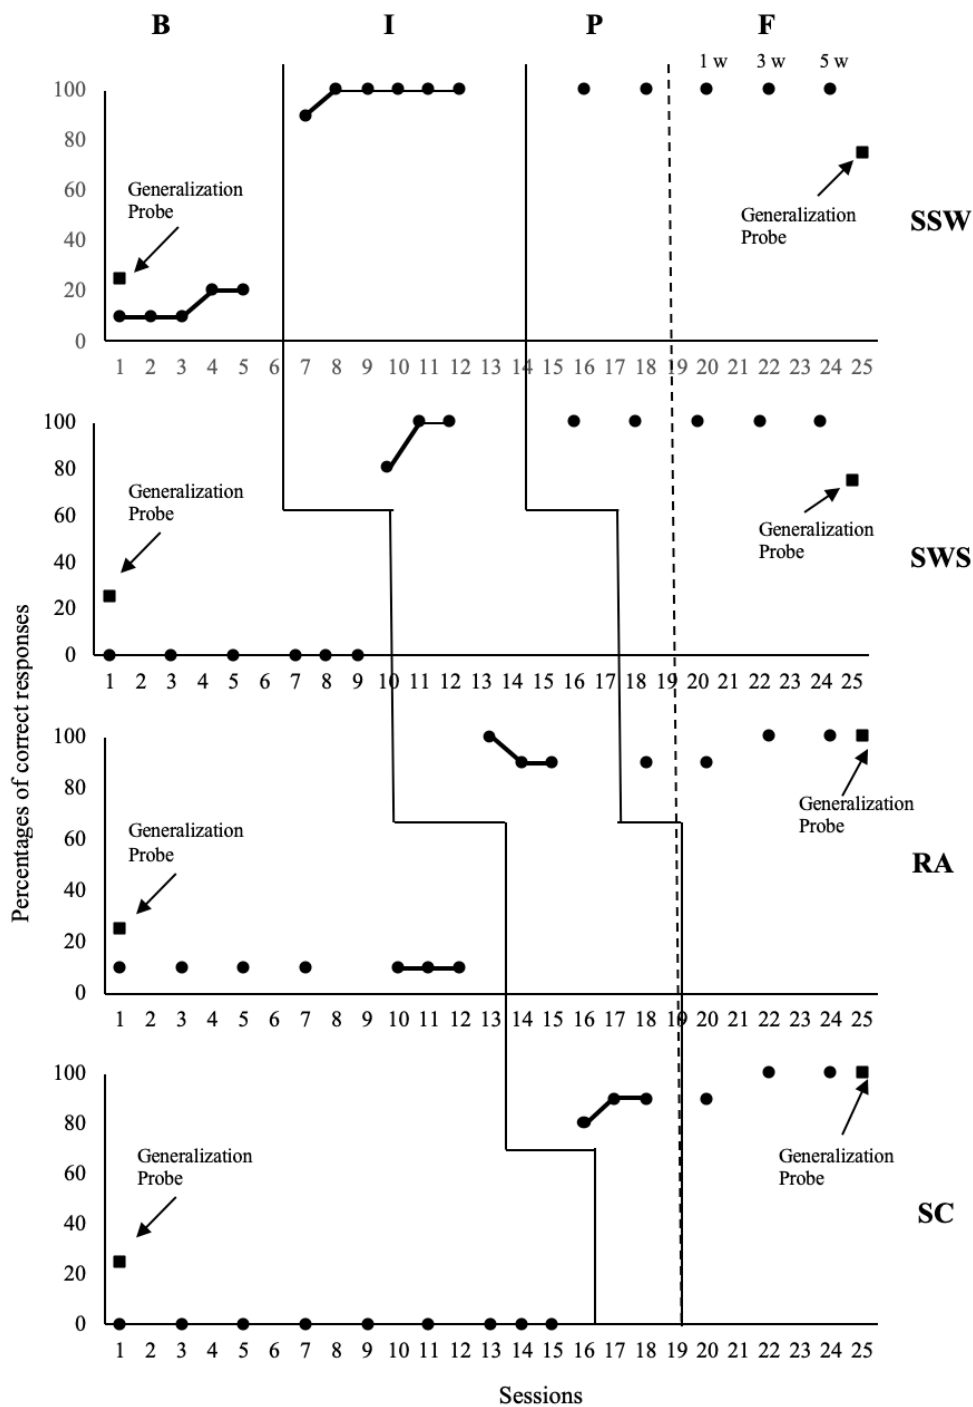 B I P F
1 w 3 w 5 w
100
80
60
40
20
0
Generalization
Probe
Generalization
Probe
SSW
1 2 3 4 5 6 7 8 9 10 11 12 13 14 15 16 17 18 19 20 21 22 23 24 25
100
80
60
40
20
0
Generalization
Probe
Generalization
Probe
SWS
1 2 3 4 5 6 7 8 9 10 11 12 13 14 15 16 17 18 19 20 21 22 23 24 25
Percentages of correct responses
100
80
60
40
20
0
Generalization
Probe
Generalization
Probe
RA
1 2 3 4 5 6 7 8 9 10 11 12 13 14 15 16 17 18 19 20 21 22 23 24 25
100
80
60
40
20
0
Generalization
Probe
Generalization
Probe
SC
1 2 3 4 5 6 7 8 9 10 11 12 13 14 15 16 17 18 19 20 21 22 23 24 25
Sessions